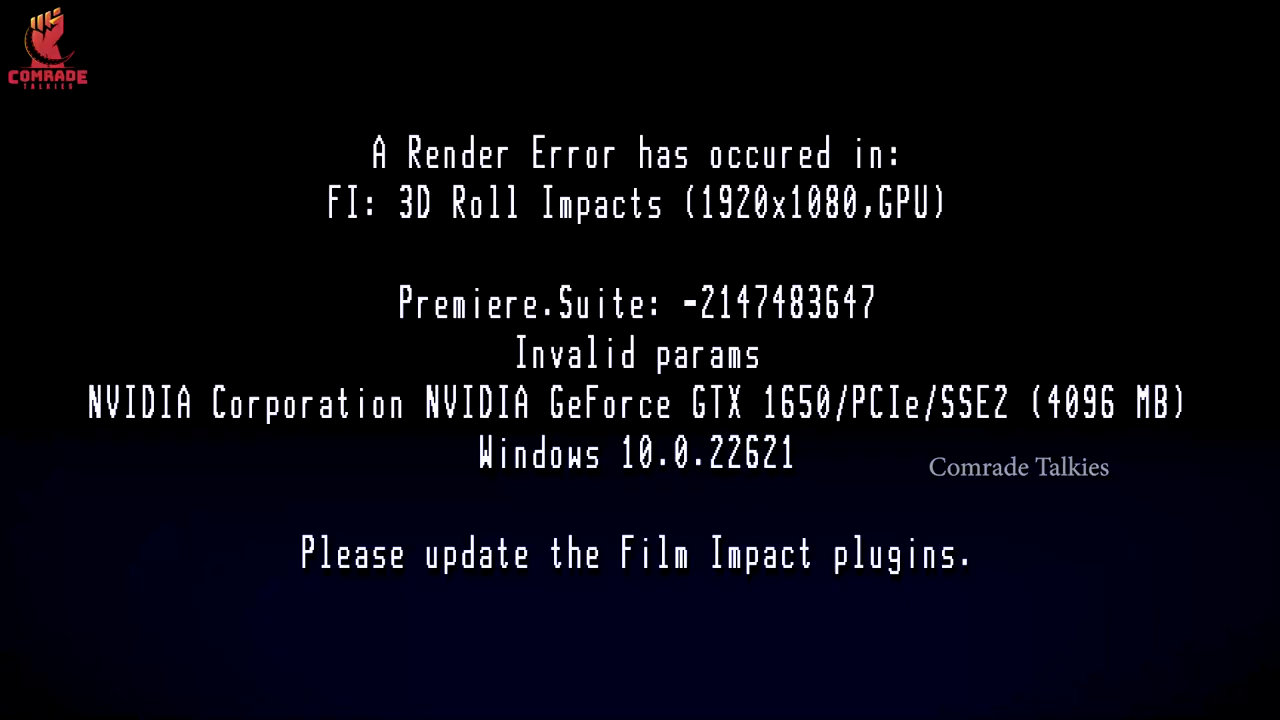 COMRADE
TALKIES
A Render Error has occured in:
FI: 3D Roll Impacts (1920x1080,GPU)
Premiere.Suite: -2147483647
Invalid params
NVIDIA Corporation NVIDIA GeForce GTX 1650/PCIe/SSE2 (4096 MB)
Windows 10.0.22621
Comrade Talkies
Please update the Film Impact plugins.